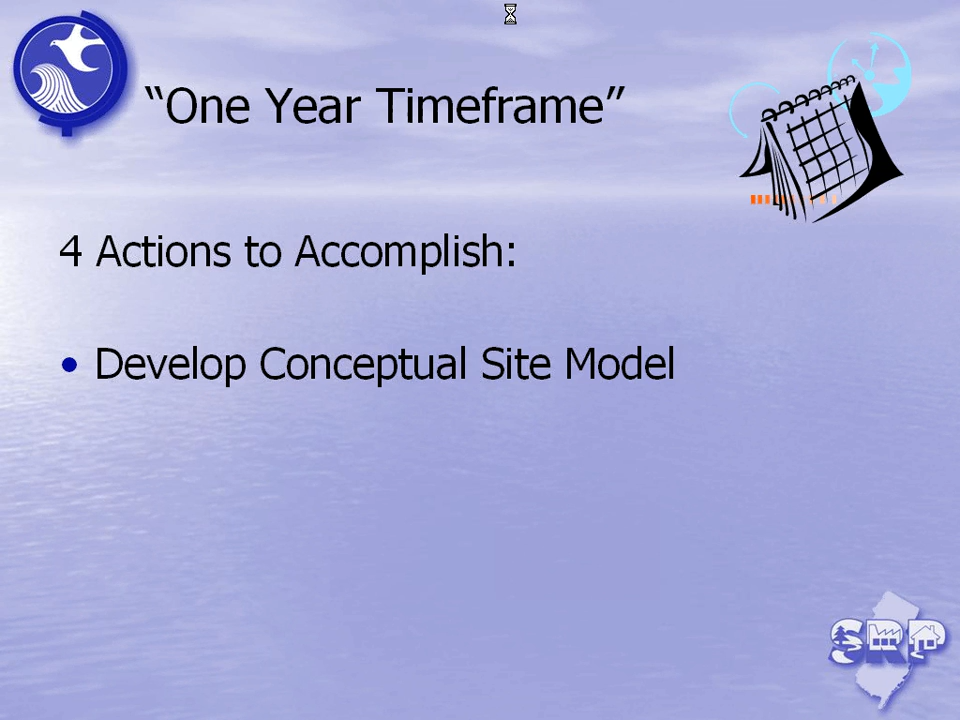 “One Year Timeframe”
4 Actions to Accomplish:
• Develop Conceptual Site Model
SRP